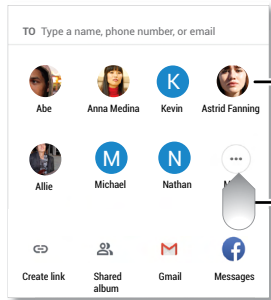 TO Type a name, phone number, or email
K
Abe Anna Medina Kevin Astrid Fanning
M N
Allie Michael Nathan
Create link Shared album Gmail Messages